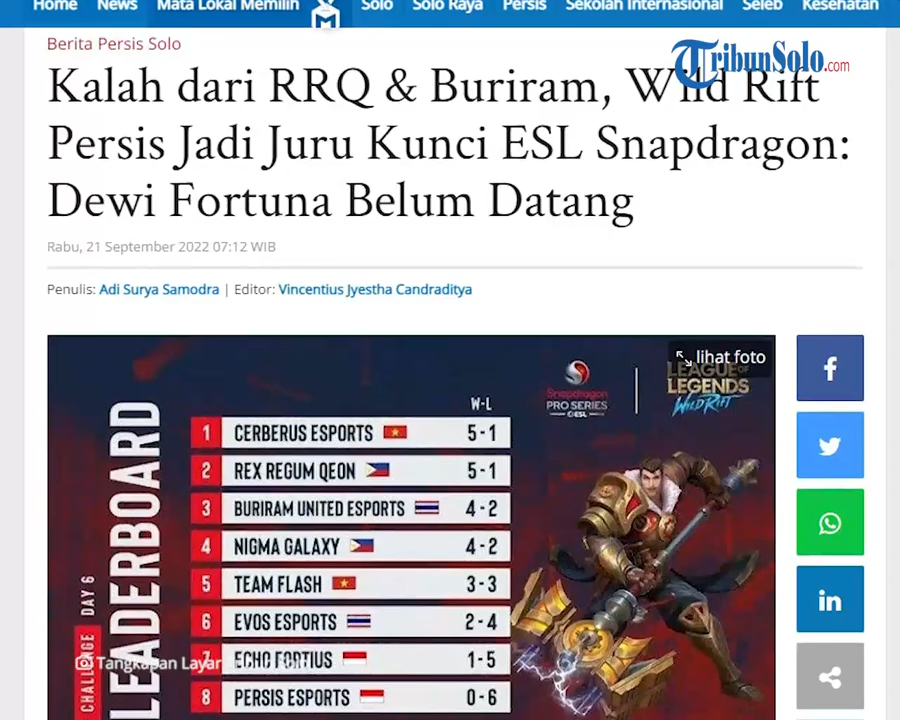 Home News Mata Lokal Memilih Solo Solo Raya Persis Sekolah Internasional Seleb Kesehatan
Berita Persis Solo
TribunSolo.com
Kalah dari RRQ & Buriram, Wild Rift
Persis Jadi Juru Kunci ESL Snapdragon:
Dewi Fortuna Belum Datang
Rabu, 21 September 2022 07:12 WIB
Penulis: Adi Surya Samodra | Editor: Vincentius Jyestha Candraditya
lihat foto
Snapdragon
PRO SERIES
ESL
LEAGUE OF
LEGENDS
WILD RIFT
CHALLENGE DAY 6
LEADERBOARD
W-L
1 CERBERUS ESPORTS 5-1
2 REX REGUM QEON 5-1
3 BURIRAM UNITED ESPORTS 4-2
4 NIGMA GALAXY 4-2
5 TEAM FLASH 3-3
6 EVOS ESPORTS 2-4
7 ECHO FORTIUS 1-5
8 PERSIS ESPORTS 0-6
Tangkapan Layar